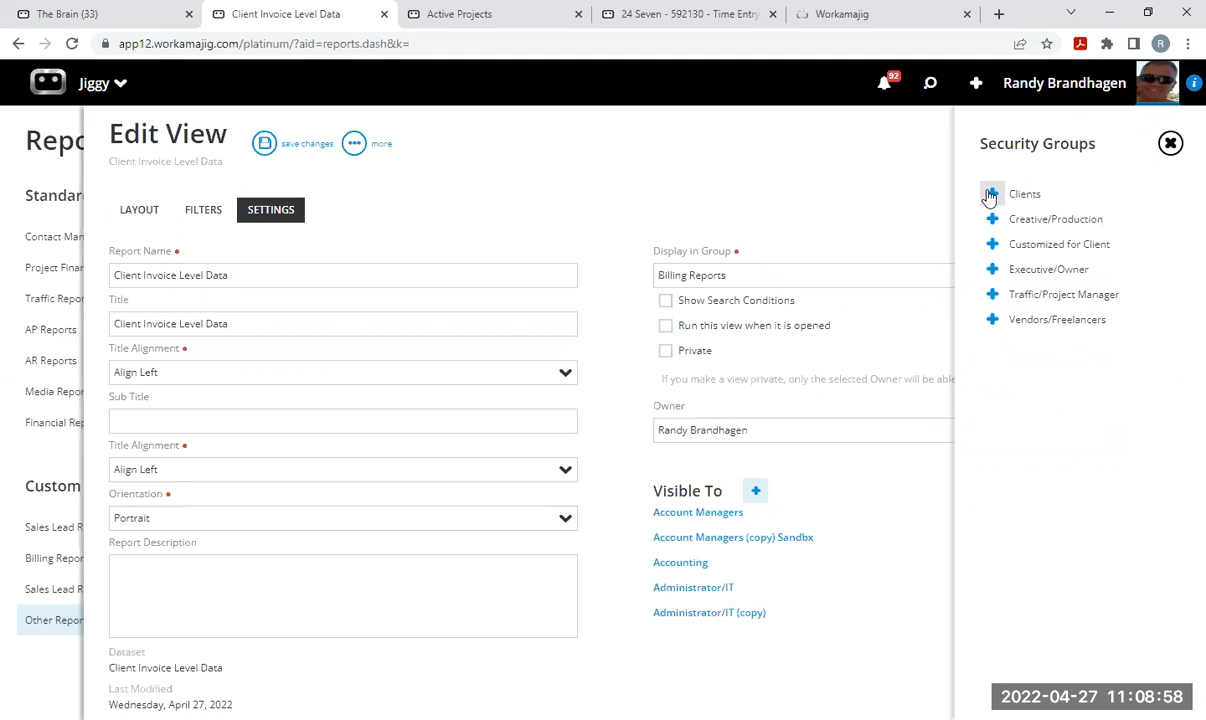 The Brain (33)
Client Invoice Level Data
Active Projects
24 Seven - 592130 - Time Entry
Workamajig
app12.workamajig.com/platinum/?aid=reports.dash&k=
R
Jiggy
92
Randy Brandhagen
i
Repo
Edit View
save changes
more
Client Invoice Level Data
Security Groups
Standa
LAYOUT
FILTERS
SETTINGS
Contact Man
Project Finar
Traffic Repor
AP Reports
AR Reports
Media Repor
Financial Rep
Custom
Sales Lead R
Billing Repor
Sales Lead R
Other Repor
Report Name •
Client Invoice Level Data
Title
Client Invoice Level Data
Title Alignment •
Align Left
Sub Title
Title Alignment •
Align Left
Orientation •
Portrait
Report Description
Dataset
Client Invoice Level Data
Last Modified
Wednesday, April 27, 2022
Display in Group •
Billing Reports
Show Search Conditions
Run this view when it is opened
Private
If you make a view private, only the selected Owner will be able
Owner
Randy Brandhagen
Visible To
Account Managers
Account Managers (copy) Sandbx
Accounting
Administrator/IT
Administrator/IT (copy)
Clients
Creative/Production
Customized for Client
Executive/Owner
Traffic/Project Manager
Vendors/Freelancers
2022-04-27 11:08:58